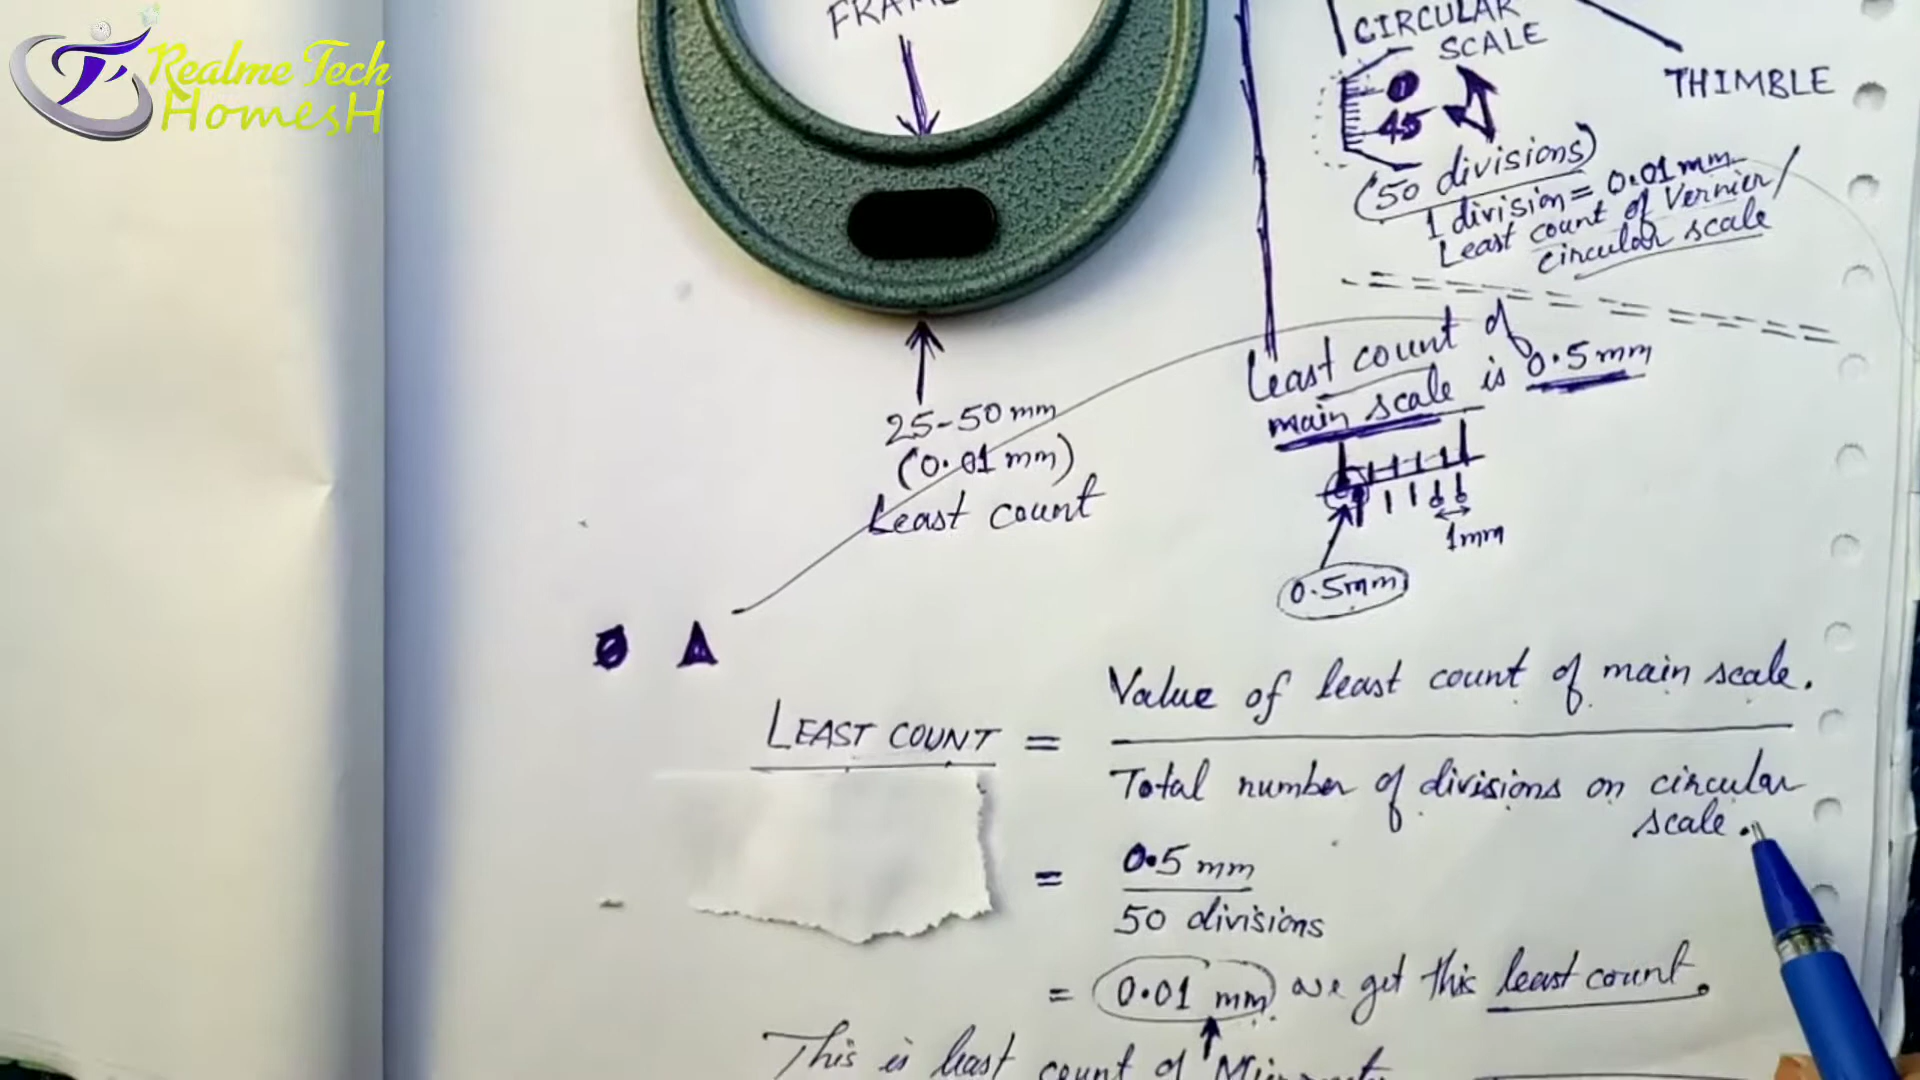 Realme Tech
HomesH
FRAME
CIRCULAR
SCALE
THIMBLE
0
45
(50 divisions)
1 division = 0.01 mm
Least count of Vernier/
circular scale
25-50 mm
(0.01 mm)
Least count
Least count of
main scale is 0.5 mm
1mm
0.5mm
LEAST COUNT = Value of least count of main scale.
Total number of divisions on circular
scale.
= 0.5 mm
50 divisions
= 0.01 mm we get this least count.
This is least count of